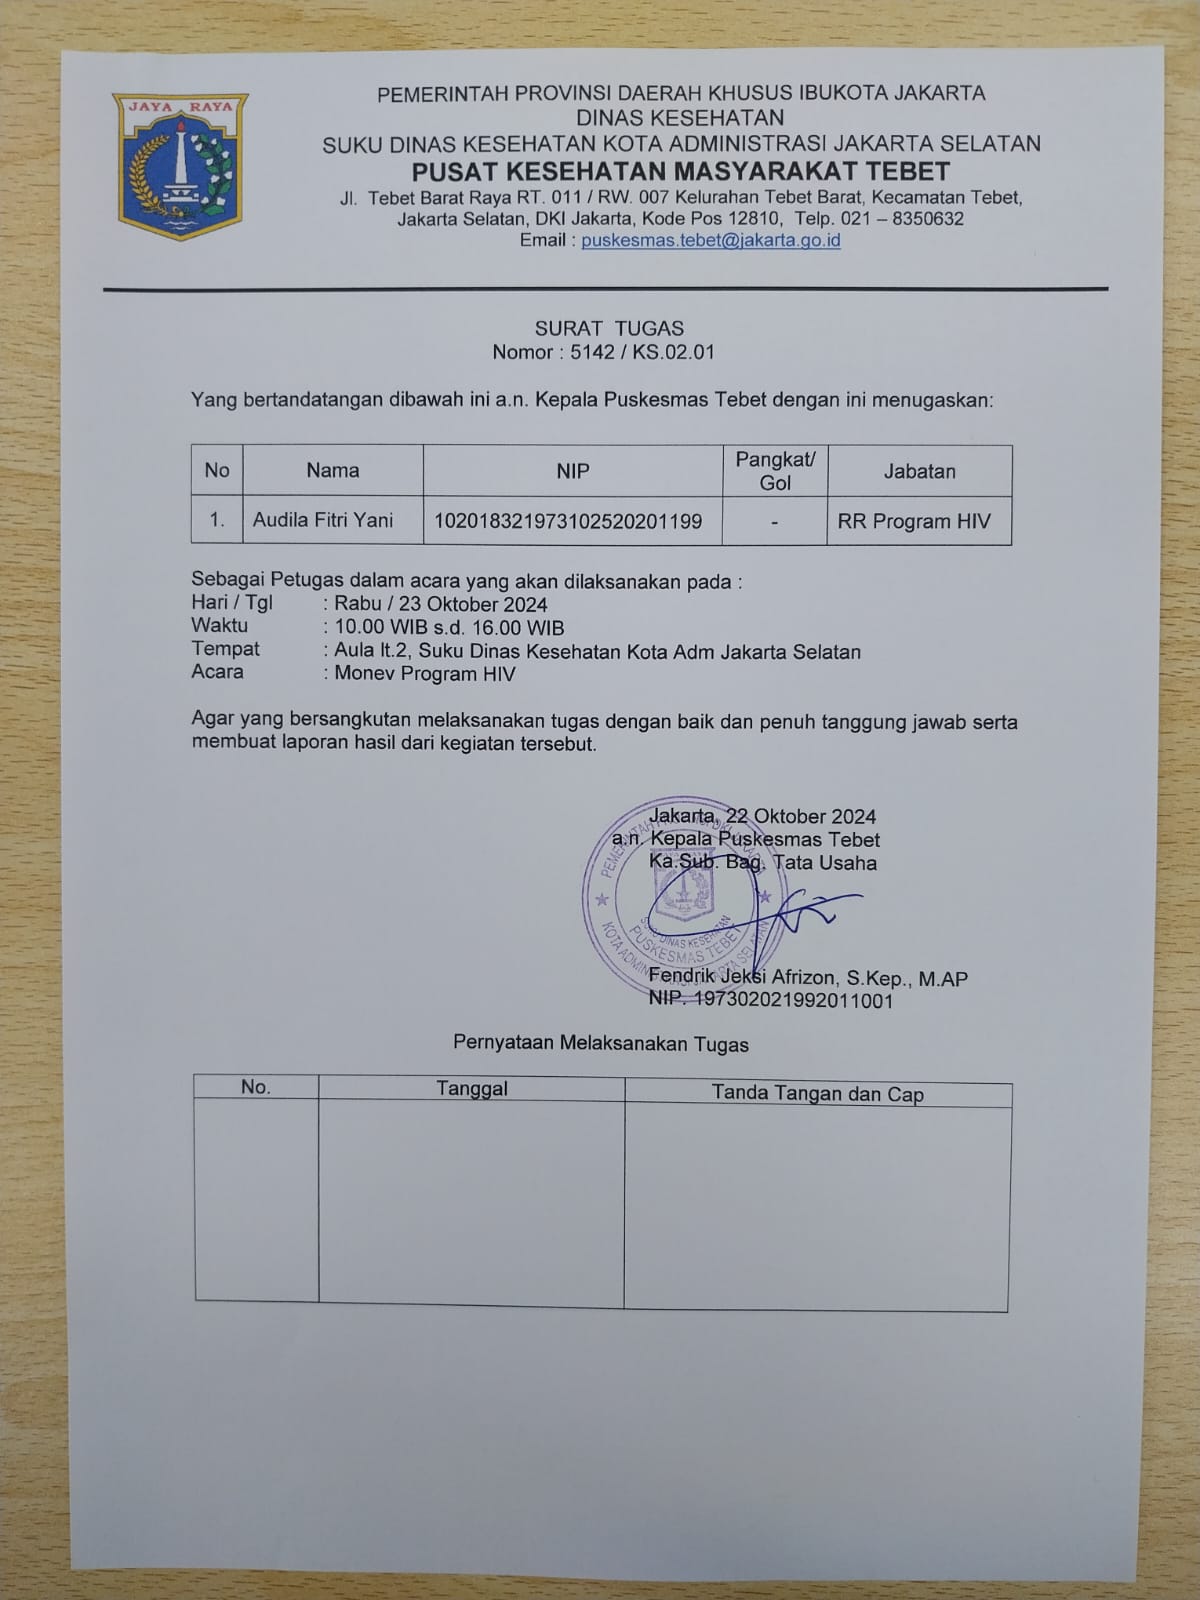 JAYA RAYA
PEMERINTAH PROVINSI DAERAH KHUSUS IBUKOTA JAKARTA
DINAS KESEHATAN
SUKU DINAS KESEHATAN KOTA ADMINISTRASI JAKARTA SELATAN
PUSAT KESEHATAN MASYARAKAT TEBET
Jl. Tebet Barat Raya RT. 011 / RW. 007 Kelurahan Tebet Barat, Kecamatan Tebet,
Jakarta Selatan, DKI Jakarta, Kode Pos 12810, Telp. 021 – 8350632
Email : puskesmas.tebet@jakarta.go.id
SURAT TUGAS
Nomor : 5142 / KS.02.01
Yang bertandatangan dibawah ini a.n. Kepala Puskesmas Tebet dengan ini menugaskan:
No Nama NIP Pangkat/ Gol Jabatan
1. Audila Fitri Yani 102018321973102520201199 - RR Program HIV
Sebagai Petugas dalam acara yang akan dilaksanakan pada :
Hari / Tgl : Rabu / 23 Oktober 2024
Waktu : 10.00 WIB s.d. 16.00 WIB
Tempat : Aula lt.2, Suku Dinas Kesehatan Kota Adm Jakarta Selatan
Acara : Monev Program HIV
Agar yang bersangkutan melaksanakan tugas dengan baik dan penuh tanggung jawab serta
membuat laporan hasil dari kegiatan tersebut.
Jakarta, 22 Oktober 2024
a.n. Kepala Puskesmas Tebet
Ka.Sub. Bag. Tata Usaha
PEMERINTAH PROVINSI DKI JAKARTA
SUKU DINAS KESEHATAN
PUSKESMAS TEBET
KOTA ADMINISTRASI JAKARTA SELATAN
Fendrik Jeksi Afrizon, S.Kep., M.AP
NIP. 197302021992011001
Pernyataan Melaksanakan Tugas
No. Tanggal Tanda Tangan dan Cap